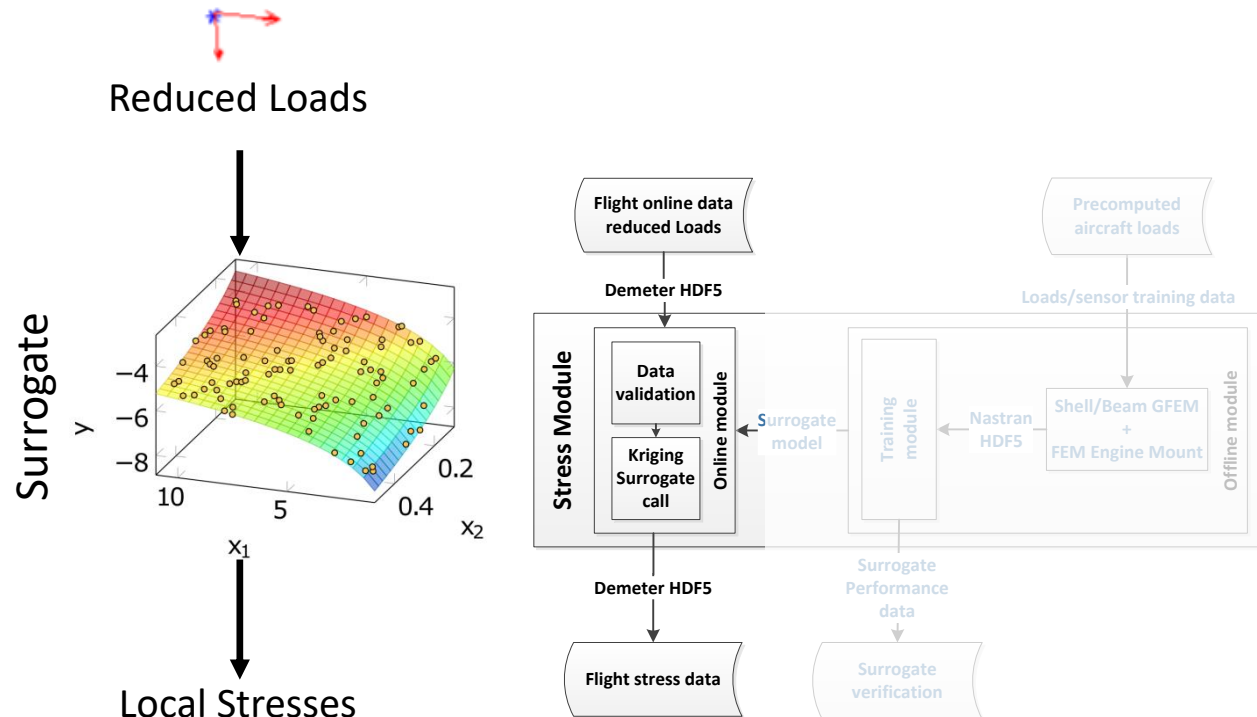 Reduced Loads
Surrogate
y
−4
−6
−8
10
5
x1
0.4
0.2
x2
Local Stresses
Flight online data
reduced Loads
Demeter HDF5
Stress Module
Online module
Data
validation
Kriging
Surrogate
call
Demeter HDF5
Flight stress data
Surrogate
model
Precomputed
aircraft loads
Loads/sensor training data
Offline module
Training
module
Nastran
HDF5
Shell/Beam GFEM
+
FEM Engine Mount
Surrogate
Performance
data
Surrogate
verification